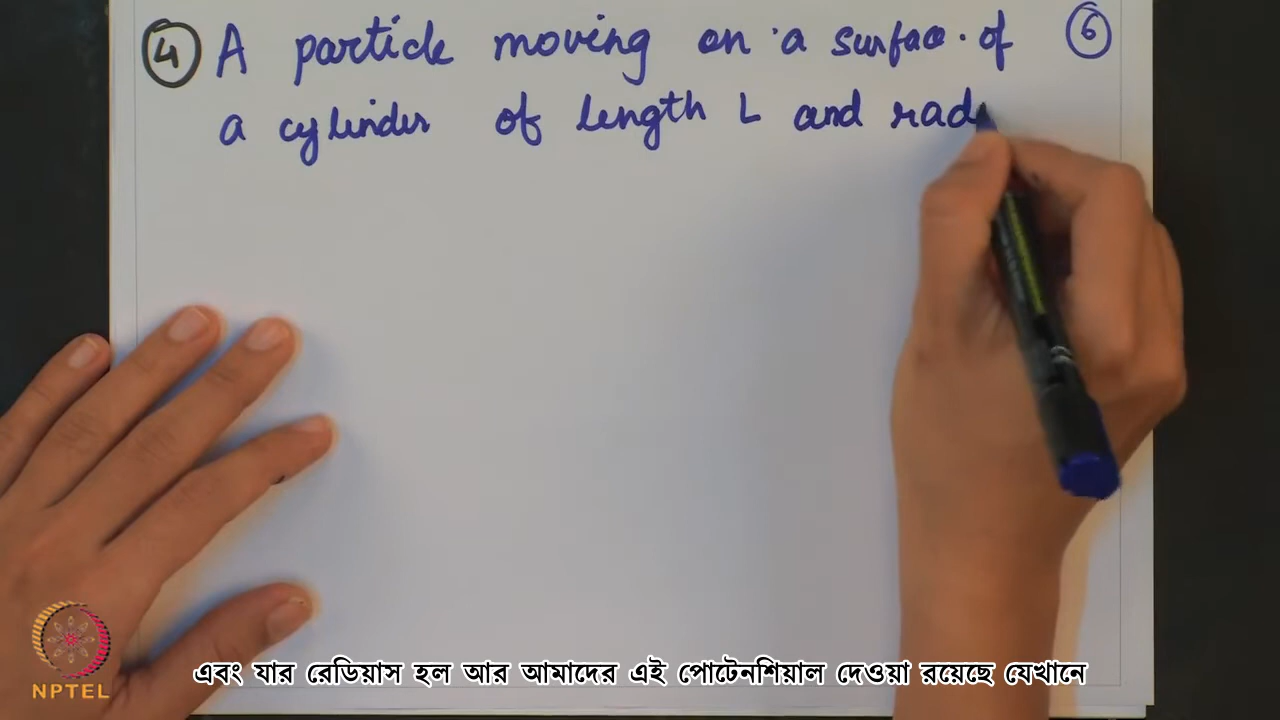 ④ A particle moving on a surface of ⑥
a cylinder of length L and rad
NPTEL
এবং যার রেডিয়াস হল আর আমাদের এই পোটেনশিয়াল দেওয়া রয়েছে যেখানে